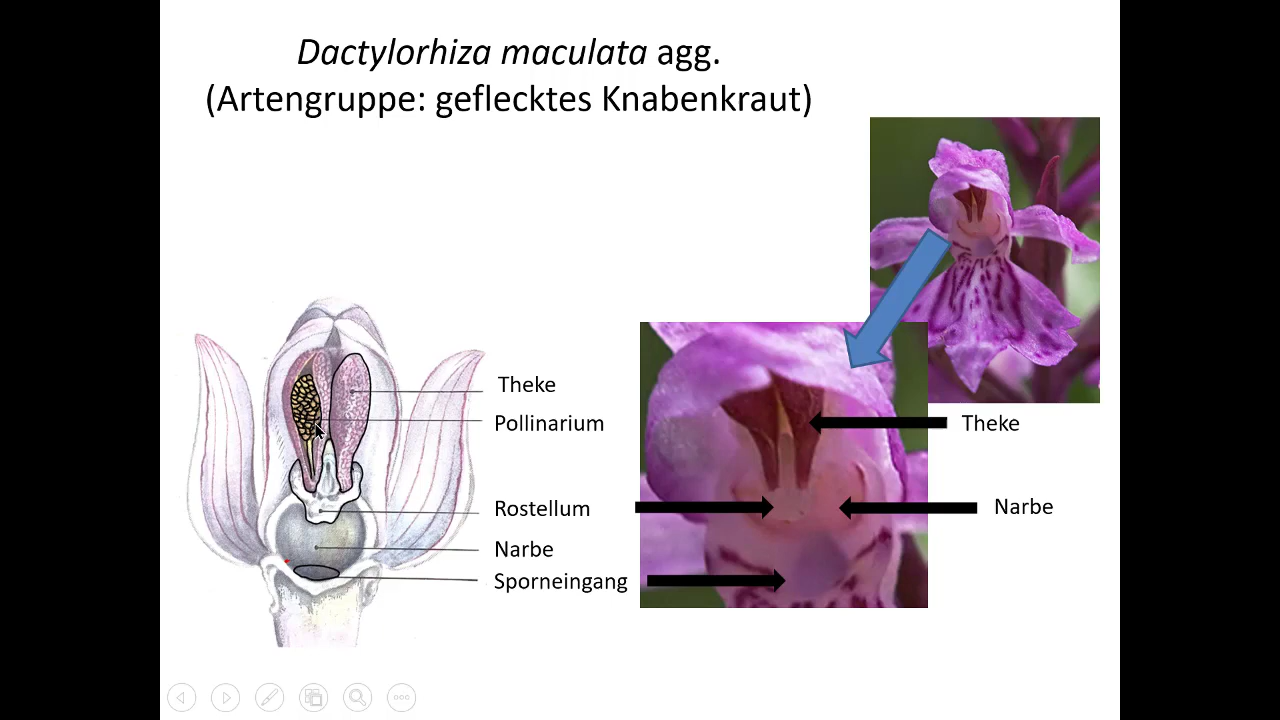 Dactylorhiza maculata agg.
(Artengruppe: geflecktes Knabenkraut)
Theke
Pollinarium
Rostellum
Narbe
Sporneingang
Theke
Narbe